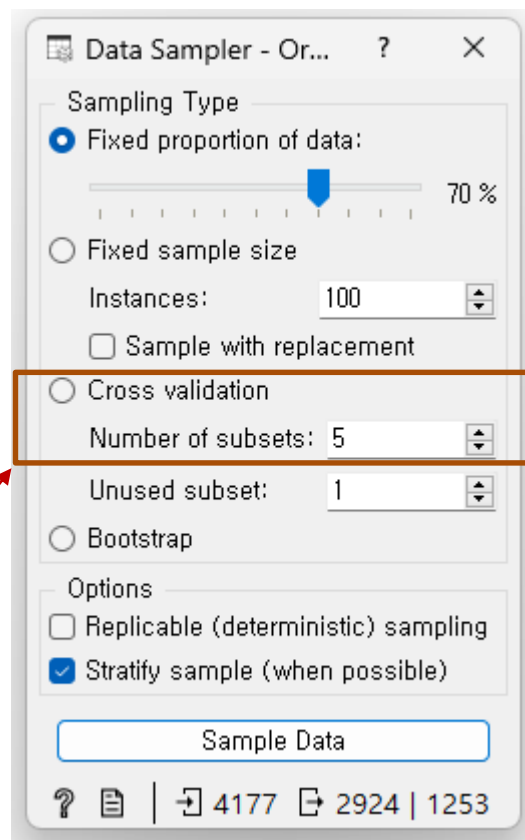 Data Sampler - Or... ? ×
Sampling Type
Fixed proportion of data:
70 %
Fixed sample size
Instances: 100
Sample with replacement
Cross validation
Number of subsets: 5
Unused subset: 1
Bootstrap
Options
Replicable (deterministic) sampling
Stratify sample (when possible)
Sample Data
? | 4177 2924 | 1253